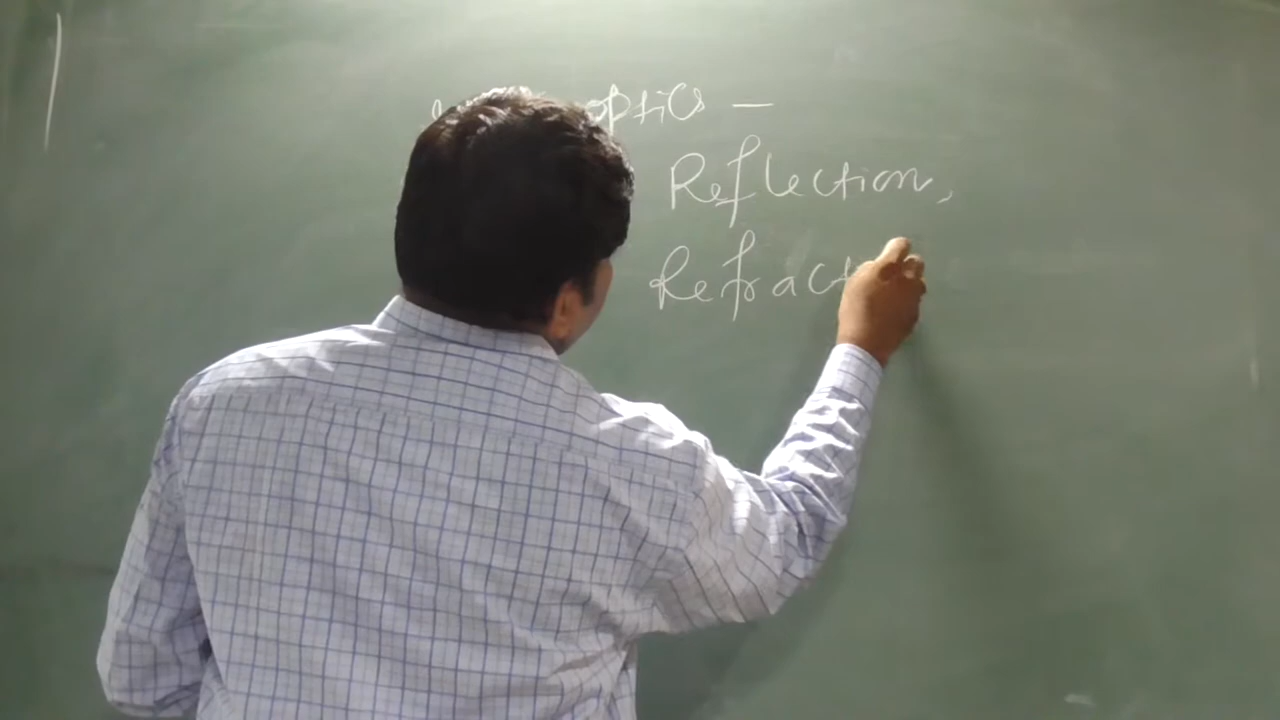 optics —
Reflection,
Refract